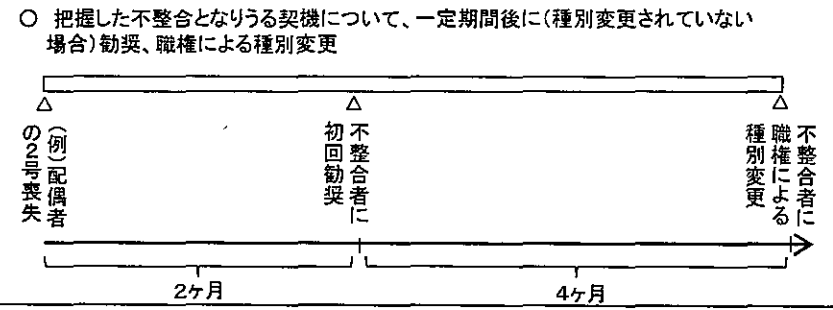 ○ 把握した不整合となりうる契機について、一定期間後に(種別変更されていない
場合)勧奨、職権による種別変更
△
△
△
(例)配偶者
の2号喪失
不整合者に
初回勧奨
不整合者に
職権による
種別変更
2ヶ月
4ヶ月